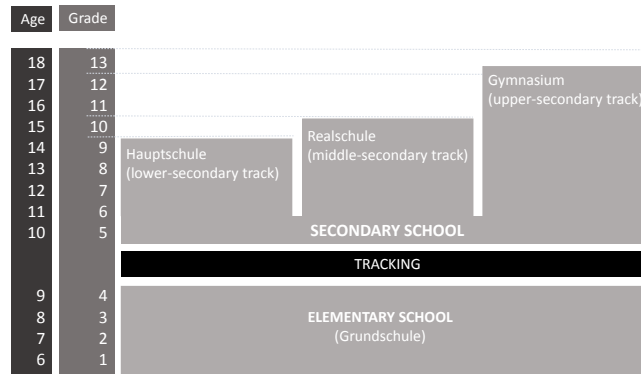 Age Grade
18 13
17 12
16 11
15 10
14 9
13 8
12 7
11 6
10 5
Gymnasium
(upper-secondary track)
Realschule
(middle-secondary track)
Hauptschule
(lower-secondary track)
SECONDARY SCHOOL
TRACKING
9 4
8 3
7 2
6 1
ELEMENTARY SCHOOL
(Grundschule)